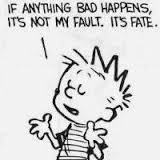 IF ANYTHING BAD HAPPENS,
IT'S NOT MY FAULT. IT'S FATE.